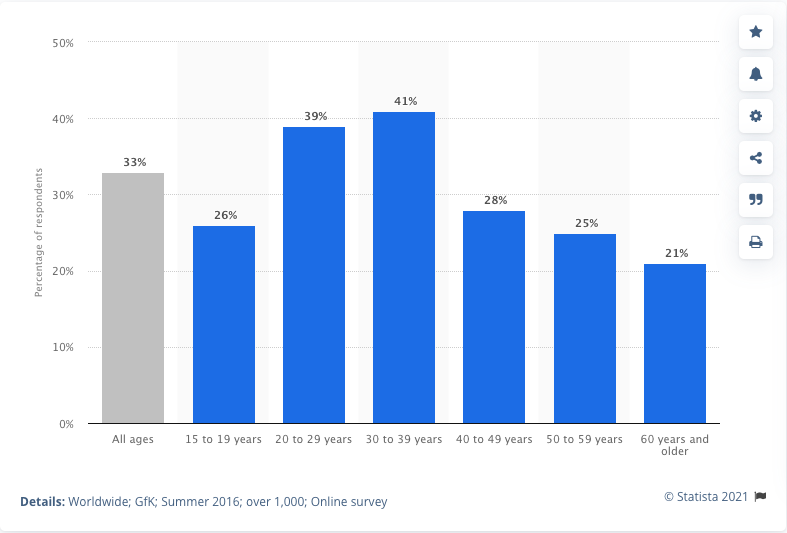 50%
40%
30%
20%
10%
0%
Percentage of respondents
33%
26%
39%
41%
28%
25%
21%
All ages
15 to 19 years
20 to 29 years
30 to 39 years
40 to 49 years
50 to 59 years
60 years and
older
Details: Worldwide; GfK; Summer 2016; over 1,000; Online survey
© Statista 2021